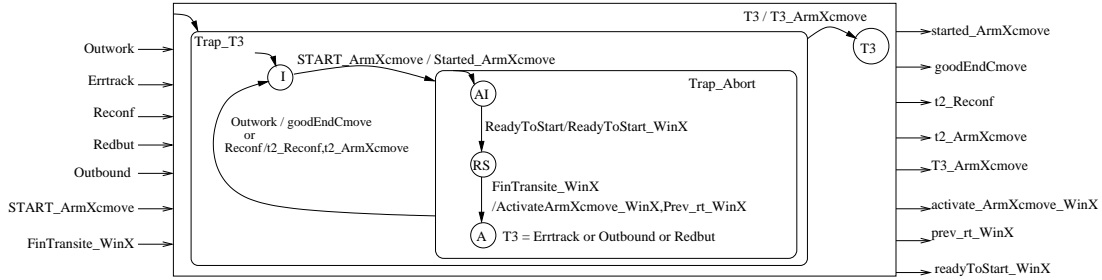 T3 / T3_ArmXcmove
Trap_T3
T3
Outwork
Errtrack
Reconf
Redbut
Outbound
START_ArmXcmove
FinTransite_WinX
I
START_ArmXcmove / Started_ArmXcmove
Trap_Abort
AI
Outwork / goodEndCmove
or
Reconf/t2_Reconf,t2_ArmXcmove
ReadyToStart/ReadyToStart_WinX
RS
FinTransite_WinX
/ActivateArmXcmove_WinX,Prev_rt_WinX
A
T3 = Errtrack or Outbound or Redbut
started_ArmXcmove
goodEndCmove
t2_Reconf
t2_ArmXcmove
T3_ArmXcmove
activate_ArmXcmove_WinX
prev_rt_WinX
readyToStart_WinX